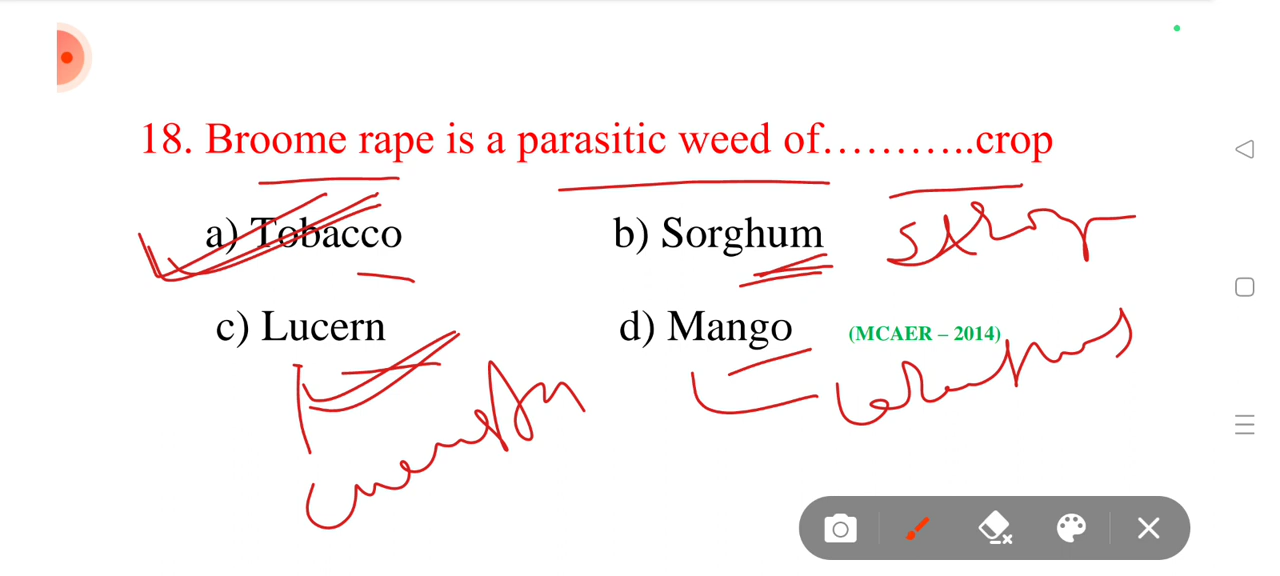 18. Broome rape is a parasitic weed of...........crop
a) Tobacco b) Sorghum
c) Lucern d) Mango (MCAER – 2014)